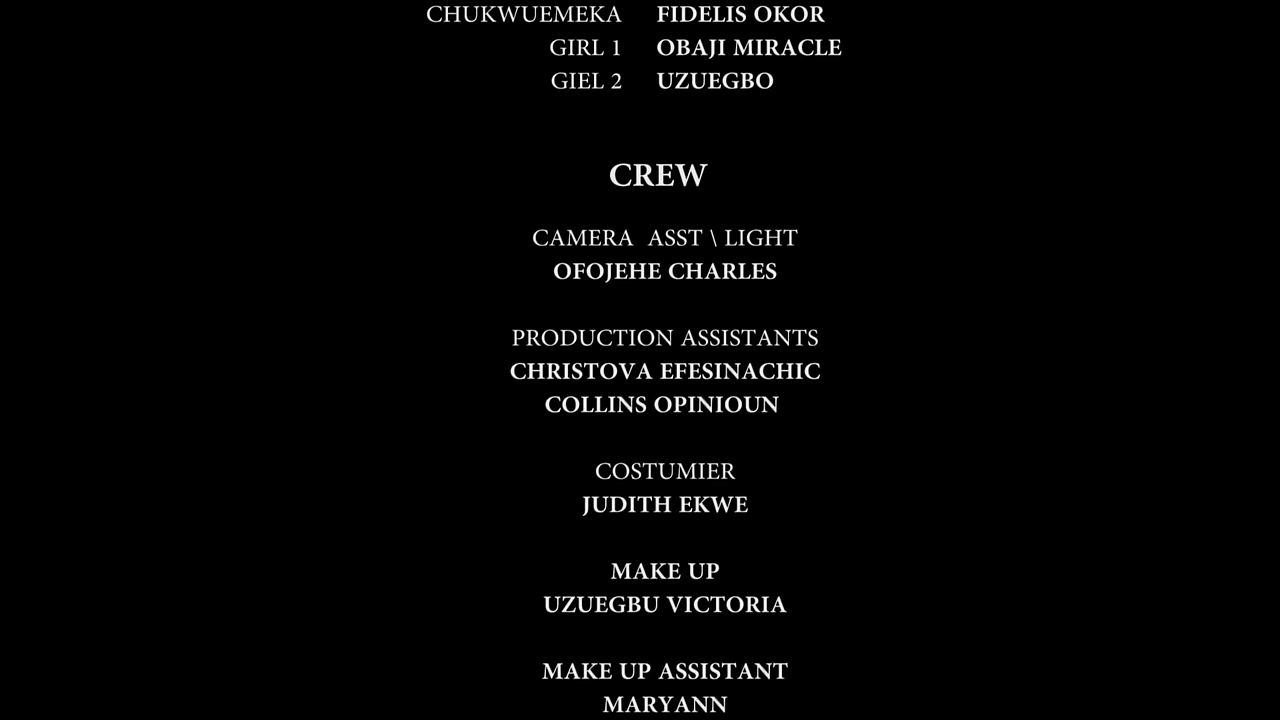 CHUKWUEMEKA FIDELIS OKOR
GIRL 1 OBAJI MIRACLE
GIEL 2 UZUEGBO
CREW
CAMERA ASST \ LIGHT
OFOJEHE CHARLES
PRODUCTION ASSISTANTS
CHRISTOVA EFESINACHIC
COLLINS OPINIOUN
COSTUMIER
JUDITH EKWE
MAKE UP
UZUEGBU VICTORIA
MAKE UP ASSISTANT
MARYANN